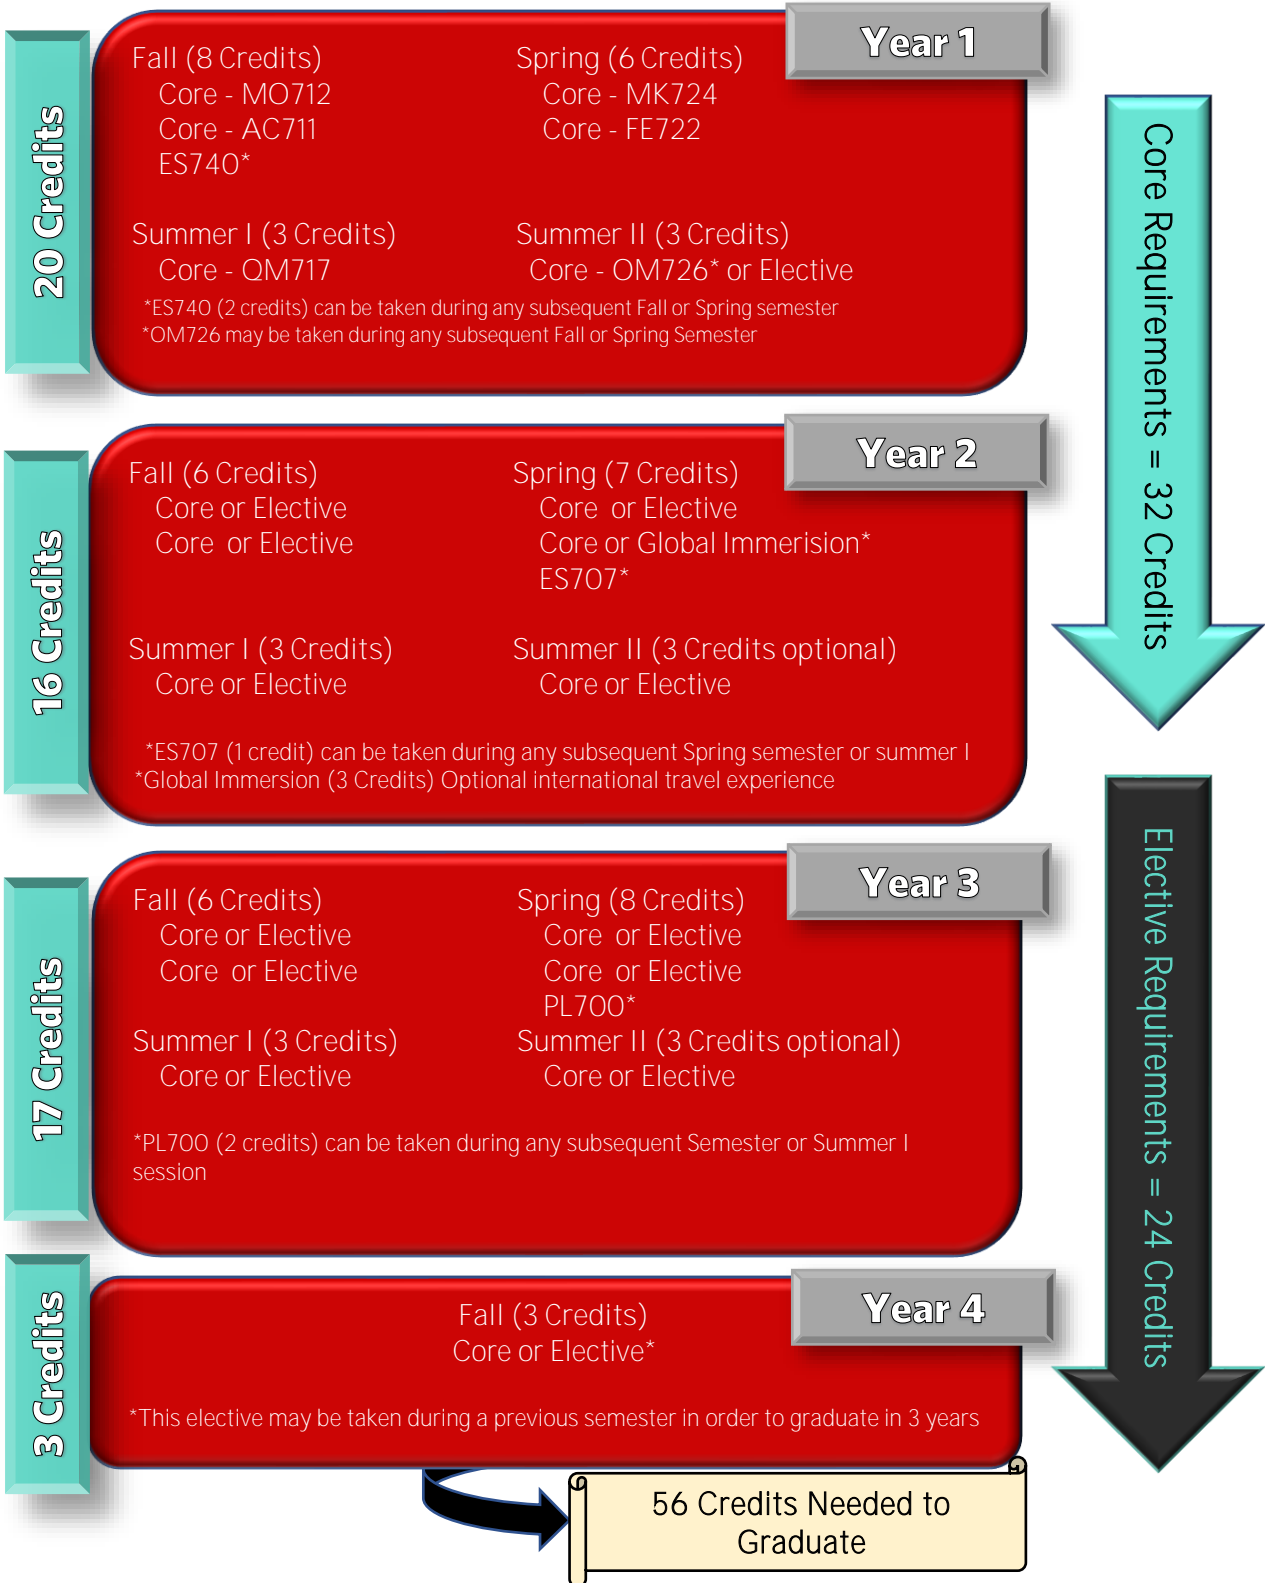 Year 1
20 Credits
Fall (8 Credits)
Core - MO712
Core - AC711
ES740*
Spring (6 Credits)
Core - MK724
Core - FE722
Summer I (3 Credits)
Core - QM717
Summer II (3 Credits)
Core - OM726* or Elective
*ES740 (2 credits) can be taken during any subsequent Fall or Spring semester
*OM726 may be taken during any subsequent Fall or Spring Semester
Core Requirements = 32 Credits
Year 2
16 Credits
Fall (6 Credits)
Core or Elective
Core or Elective
Spring (7 Credits)
Core or Elective
Core or Global Immerision*
ES707*
Summer I (3 Credits)
Core or Elective
Summer II (3 Credits optional)
Core or Elective
*ES707 (1 credit) can be taken during any subsequent Spring semester or summer I
*Global Immersion (3 Credits) Optional international travel experience
Year 3
17 Credits
Fall (6 Credits)
Core or Elective
Core or Elective
Spring (8 Credits)
Core or Elective
Core or Elective
PL700*
Summer I (3 Credits)
Core or Elective
Summer II (3 Credits optional)
Core or Elective
*PL700 (2 credits) can be taken during any subsequent Semester or Summer I
session
Elective Requirements = 24 Credits
Year 4
3 Credits
Fall (3 Credits)
Core or Elective*
*This elective may be taken during a previous semester in order to graduate in 3 years
56 Credits Needed to
Graduate